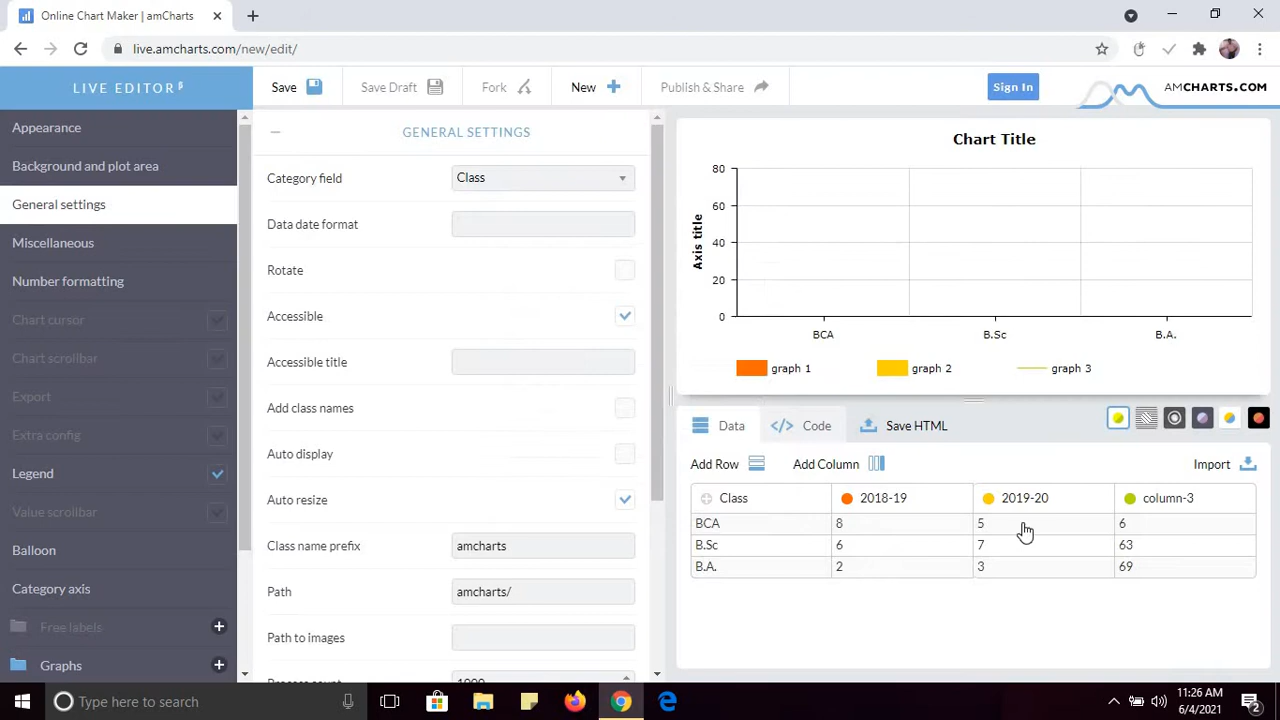 Online Chart Maker | amCharts
live.amcharts.com/new/edit/
LIVE EDITOR β
Save
Save Draft
Fork
New
Publish & Share
Sign In
AMCHARTS.COM
Appearance
Background and plot area
General settings
Miscellaneous
Number formatting
Chart cursor
Chart scrollbar
Export
Extra config
Legend
Value scrollbar
Balloon
Category axis
Free labels
Graphs
GENERAL SETTINGS
Category field
Class
Data date format
Rotate
Accessible
Accessible title
Add class names
Auto display
Auto resize
Class name prefix
amcharts
Path
amcharts/
Path to images
Process count
1000
Chart Title
Axis title
80
60
40
20
0
BCA B.Sc B.A.
graph 1 graph 2 graph 3
Data
Code
Save HTML
Add Row
Add Column
Import
Class 2018-19 2019-20 column-3
BCA 8 5 6
B.Sc 6 7 63
B.A. 2 3 69
Type here to search
11:26 AM
6/4/2021
2